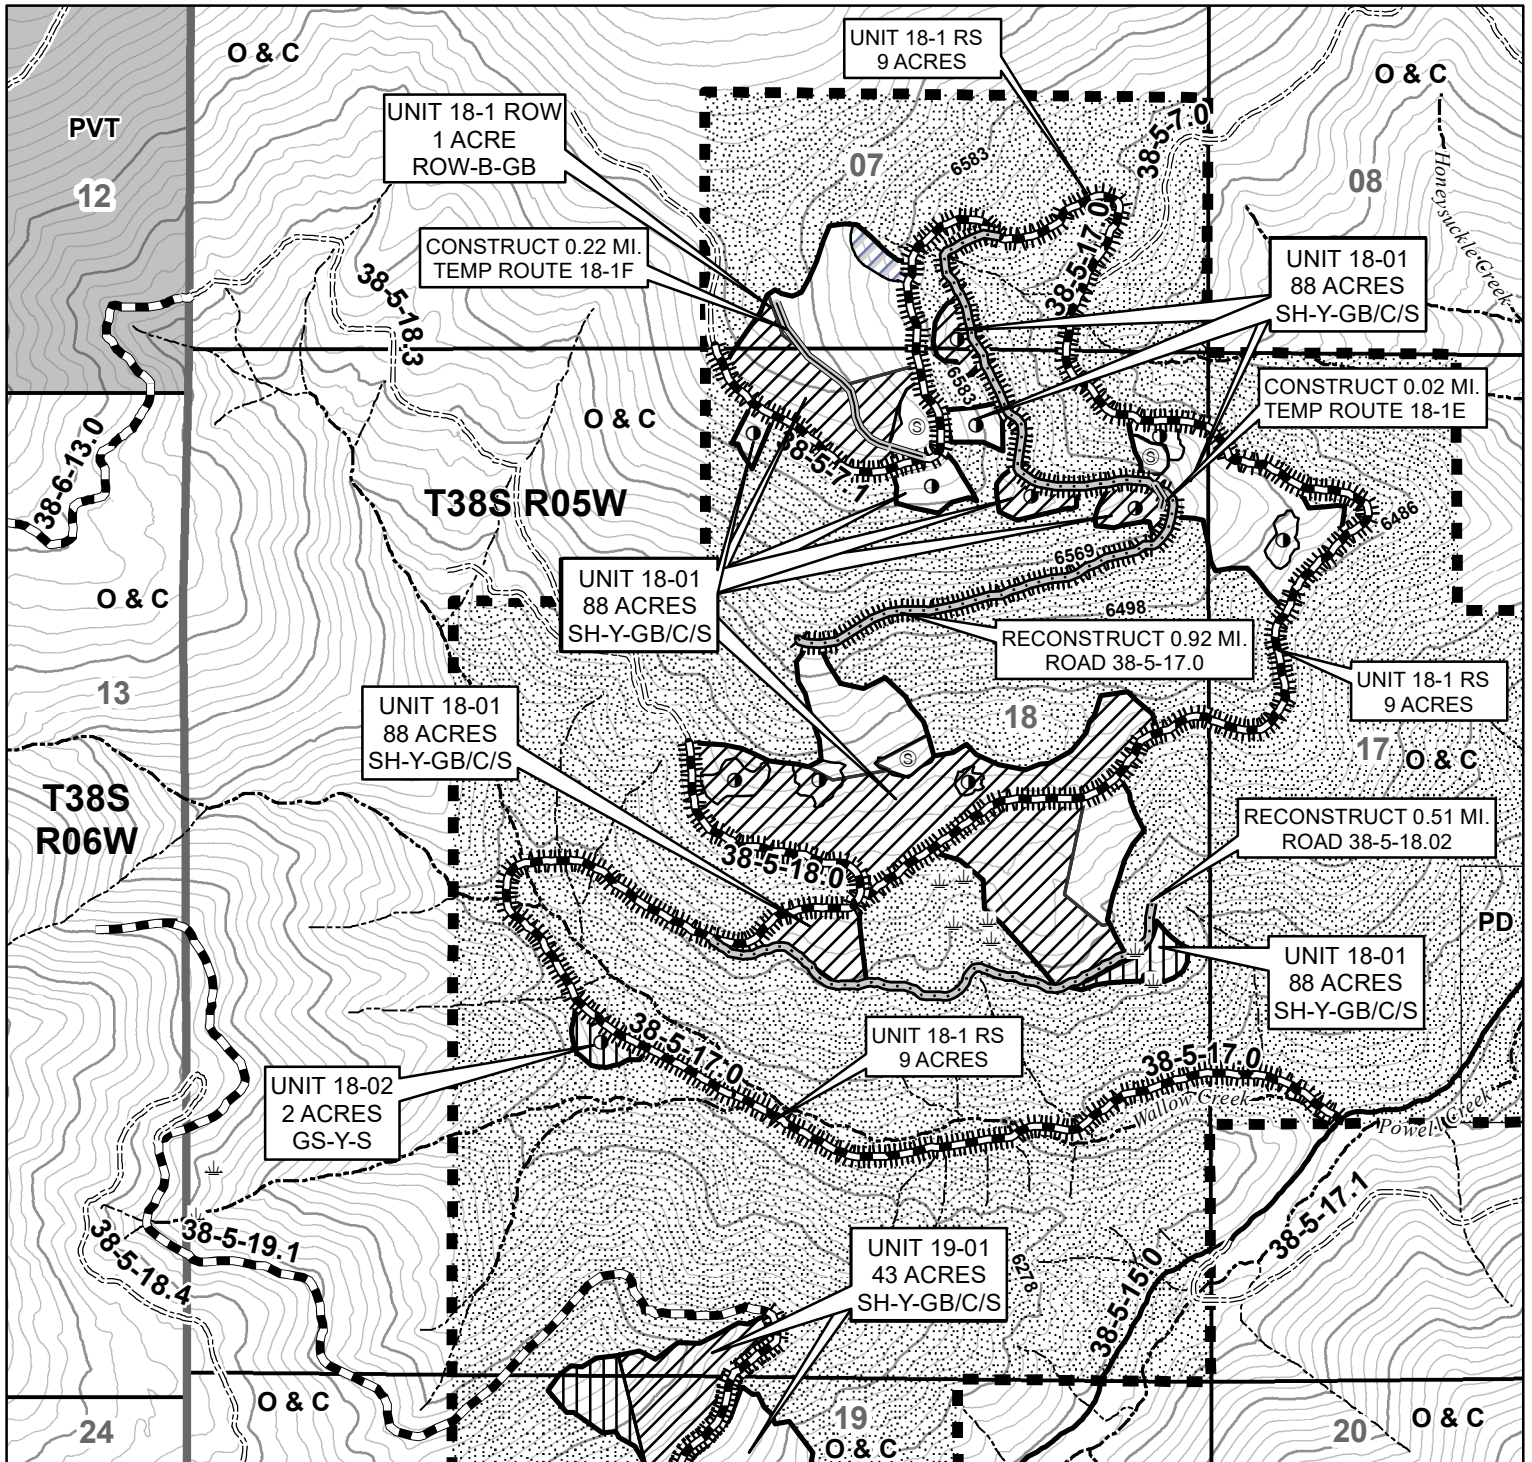 O & C
UNIT 18-1 RS
9 ACRES
O & C
PVT
12
UNIT 18-1 ROW
1 ACRE
ROW-B-GB
07
6583
38-5-7.0
08
Honeysuckle Creek
CONSTRUCT 0.22 MI.
TEMP ROUTE 18-1F
38-5-17.0
UNIT 18-01
88 ACRES
SH-Y-GB/C/S
38-5-18.3
6583
CONSTRUCT 0.02 MI.
TEMP ROUTE 18-1E
O & C
38-6-13.0
38-5-7.1
S
S
T38S R05W
6486
6569
UNIT 18-01
88 ACRES
SH-Y-GB/C/S
O & C
6498
RECONSTRUCT 0.92 MI.
ROAD 38-5-17.0
13
UNIT 18-1 RS
9 ACRES
UNIT 18-01
88 ACRES
SH-Y-GB/C/S
18
17
O & C
S
T38S
R06W
RECONSTRUCT 0.51 MI.
ROAD 38-5-18.02
38-5-18.0
PD
UNIT 18-01
88 ACRES
SH-Y-GB/C/S
38-5-17.0
UNIT 18-1 RS
9 ACRES
38-5-17.0
UNIT 18-02
2 ACRES
GS-Y-S
Wallow Creek
Powell Creek
38-5-17.1
38-5-19.1
38-5-18.4
UNIT 19-01
43 ACRES
SH-Y-GB/C/S
6278
38-5-15.0
O & C
24
19
O & C
20
O & C